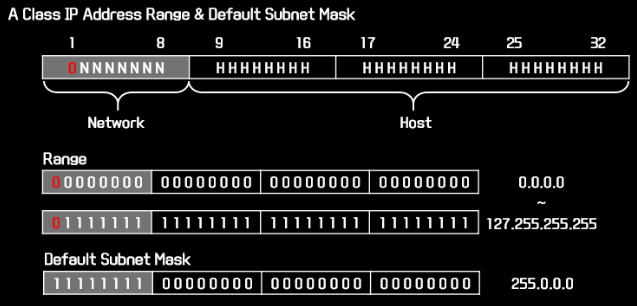 A Class IP Address Range & Default Subnet Mask
1 8 9 16 17 24 25 32
0NNNNNNN HHHHHHHH HHHHHHHH HHHHHHHH
Network Host
Range
00000000 00000000 00000000 00000000 0.0.0.0
~
01111111 11111111 11111111 11111111 127.255.255.255
Default Subnet Mask
11111111 00000000 00000000 00000000 255.0.0.0